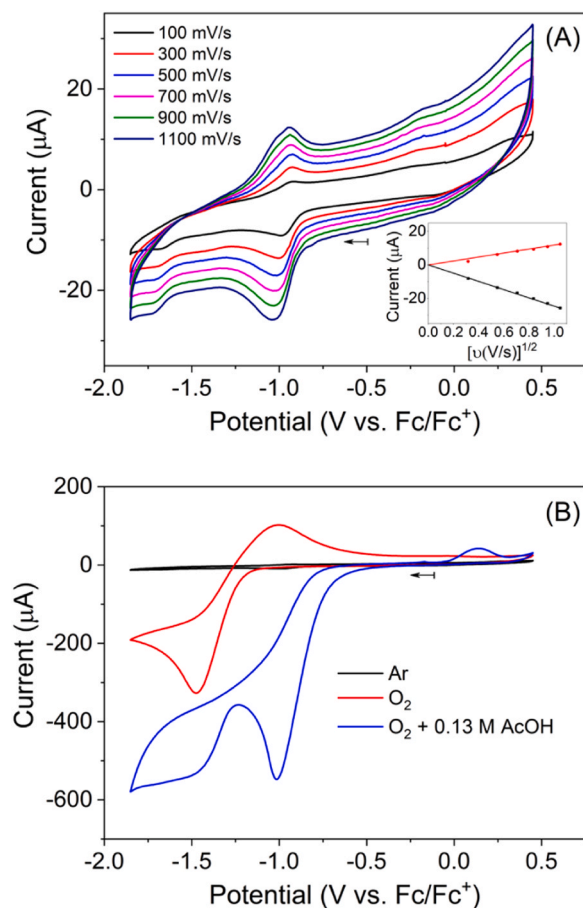 (A)
100 mV/s
300 mV/s
500 mV/s
700 mV/s
900 mV/s
1100 mV/s
20
0
-20
Current (µA)
20
10
0
-10
-20
Current (µA)
0.0 0.2 0.4 0.6 0.8 1.0
[υ(V/s)]1/2
-2.0 -1.5 -1.0 -0.5 0.0 0.5
Potential (V vs. Fc/Fc+)
(B)
200
0
-200
-400
-600
Current (µA)
Ar
O2
O2 + 0.13 M AcOH
-2.0 -1.5 -1.0 -0.5 0.0 0.5
Potential (V vs. Fc/Fc+)